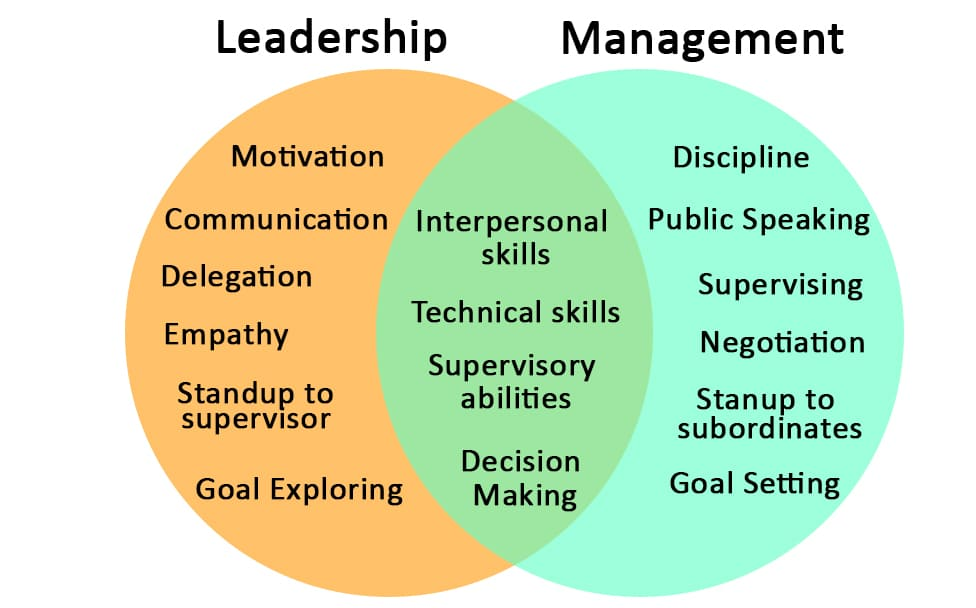 Leadership
Management
Motivation
Communication
Delegation
Empathy
Standup to
supervisor
Goal Exploring
Interpersonal
skills
Technical skills
Supervisory
abilities
Decision
Making
Discipline
Public Speaking
Supervising
Negotiation
Stanup to
subordinates
Goal Setting